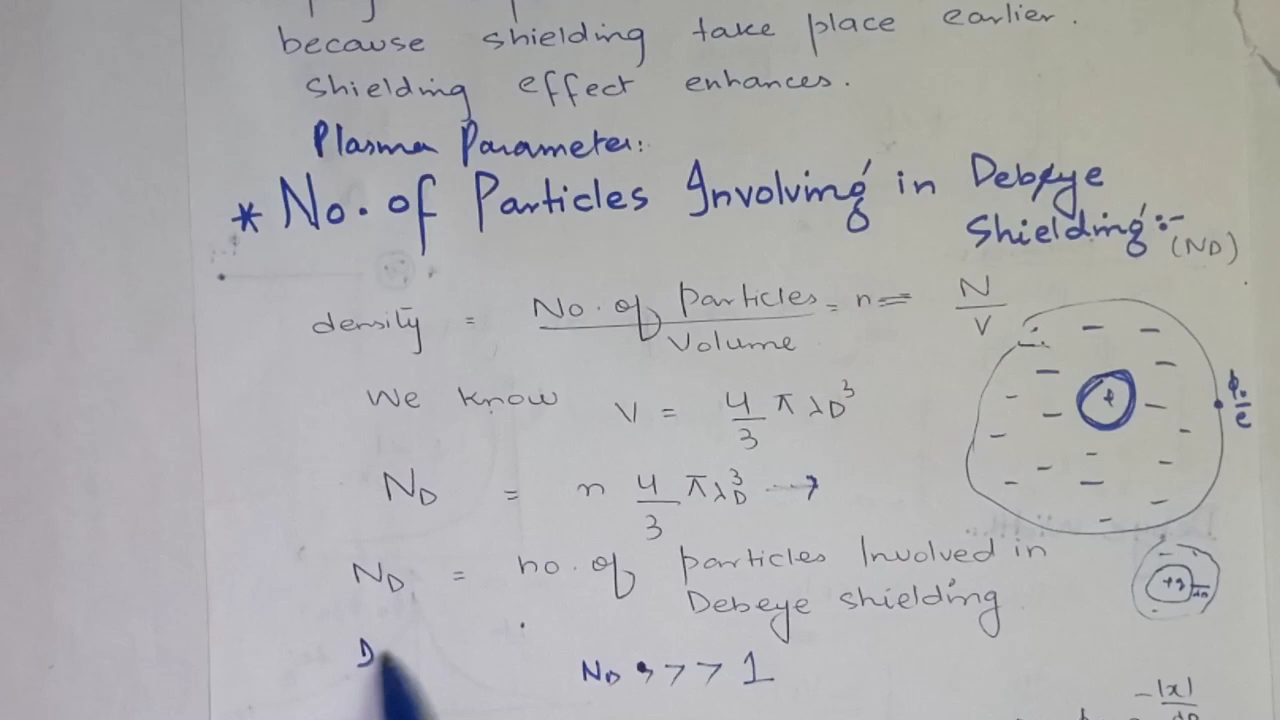 because shielding take place earlier.
shielding effect enhances.
Plasma Parameter:
* No. of Particles Involving in Debye
Shielding :- (ND)
density = No. of particles / Volume = n = N / V
We know V = 4/3 π λD³
ND = n 4/3 π λD³ →
ND = no. of particles Involved in
Debeye shielding
D
ND >> 1
+
φ0/e
+q
-|x|
λD